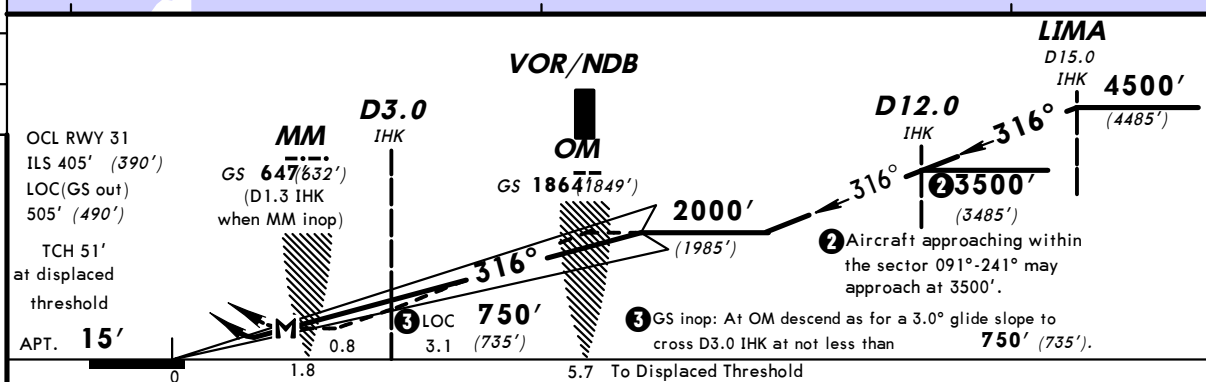 LIMA
D15.0
IHK
4500′
(4485′)
VOR/NDB
D12.0
IHK
316°
D3.0
IHK
316°
❷3500′
(3485′)
OCL RWY 31
ILS 405′ (390′)
LOC(GS out)
505′ (490′)
TCH 51′
at displaced
threshold
MM
GS 647′(632′)
(D1.3 IHK
when MM inop)
OM
GS 1864′(1849′)
2000′
(1985′)
316°
❷Aircraft approaching within
the sector 091°-241° may
approach at 3500′.
M
❸LOC 750′
(735′)
❸GS inop: At OM descend as for a 3.0° glide slope to
cross D3.0 IHK at not less than 750′ (735′).
APT. 15′
0.8
3.1
0
1.8
5.7 To Displaced Threshold